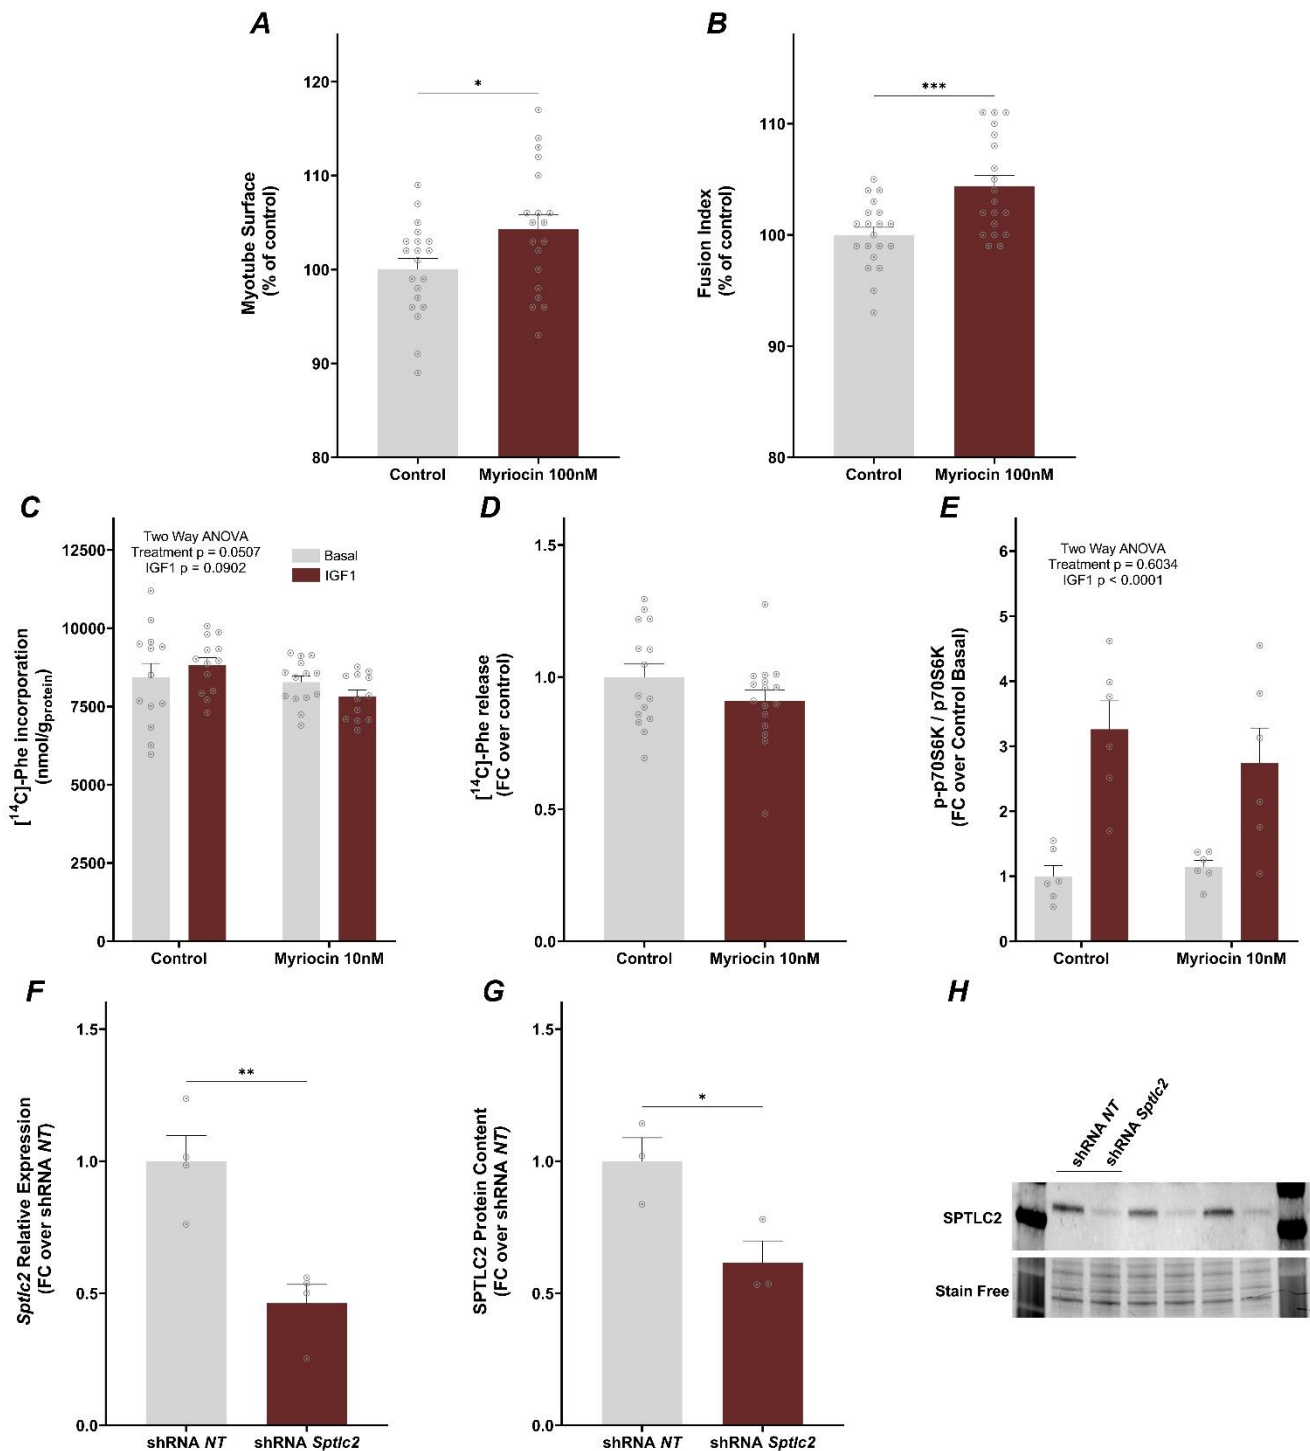 A
Myotube Surface
(% of control)
120
110
100
90
80
*
Control
Myriocin 100nM
B
Fusion Index
(% of control)
110
100
90
80
***
Control
Myriocin 100nM
C
[¹⁴C]-Phe incorporation
(nmol/gprotein)
12500
10000
7500
5000
2500
0
Two Way ANOVA
Treatment p = 0.0507
IGF1 p = 0.0902
Basal
IGF1
Control
Myriocin 10nM
D
[¹⁴C]-Phe release
(FC over control)
1.5
1.0
0.5
0.0
Control
Myriocin 10nM
E
p-p70S6K / p70S6K
(FC over Control Basal)
6
5
4
3
2
1
0
Two Way ANOVA
Treatment p = 0.6034
IGF1 p < 0.0001
Control
Myriocin 10nM
F
Sptlc2 Relative Expression
(FC over shRNA NT)
1.5
1.0
0.5
0.0
**
shRNA NT
shRNA Sptlc2
G
SPTLC2 Protein Content
(FC over shRNA NT)
1.5
1.0
0.5
0.0
*
shRNA NT
shRNA Sptlc2
H
shRNA NT
shRNA Sptlc2
SPTLC2
Stain Free